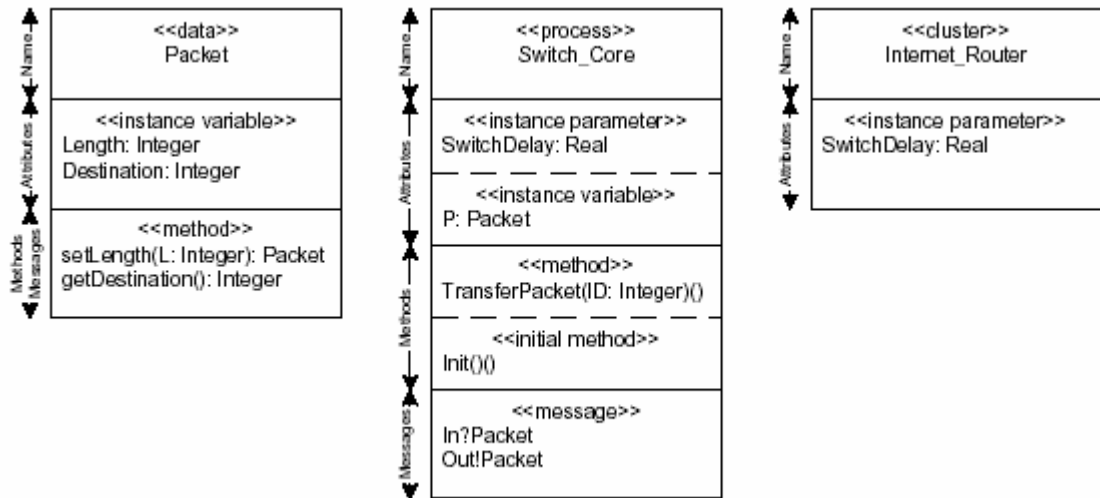 Name
<<data>>
Packet
Attributes
<<instance variable>>
Length: Integer
Destination: Integer
Methods
Messages
<<method>>
setLength(L: Integer): Packet
getDestination(): Integer
Name
<<process>>
Switch_Core
Attributes
<<instance parameter>>
SwitchDelay: Real
<<instance variable>>
P: Packet
Methods
<<method>>
TransferPacket(ID: Integer)()
<<initial method>>
Init()()
Messages
<<message>>
In?Packet
Out!Packet
Name
<<cluster>>
Internet_Router
Attributes
<<instance parameter>>
SwitchDelay: Real